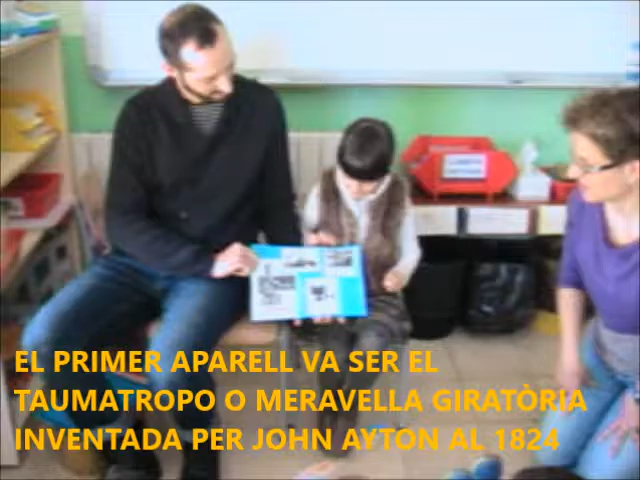 EL PRIMER APARELL VA SER EL
TAUMATROPO O MERAVELLA GIRATÒRIA
INVENTADA PER JOHN AYTON AL 1824